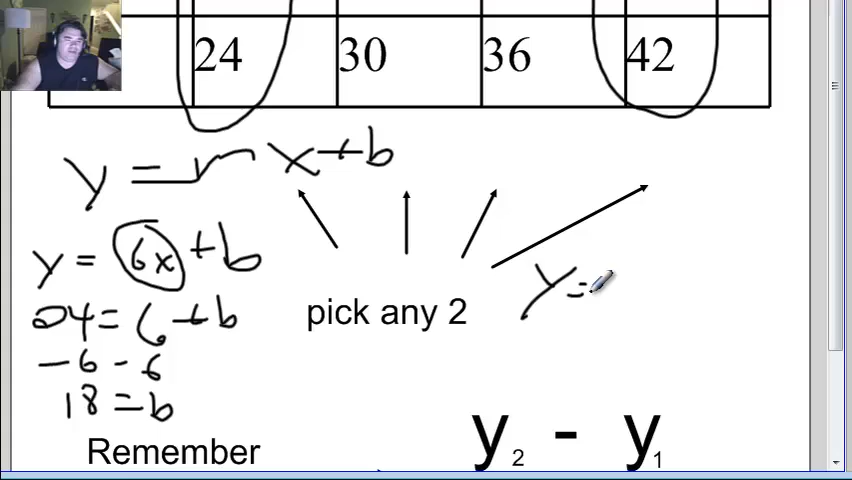 24 30 36 42
y = mx+b
y = 6x+b
24 = 6+b
-6 -6
18 = b
y =
pick any 2
Remember
y2 - y1